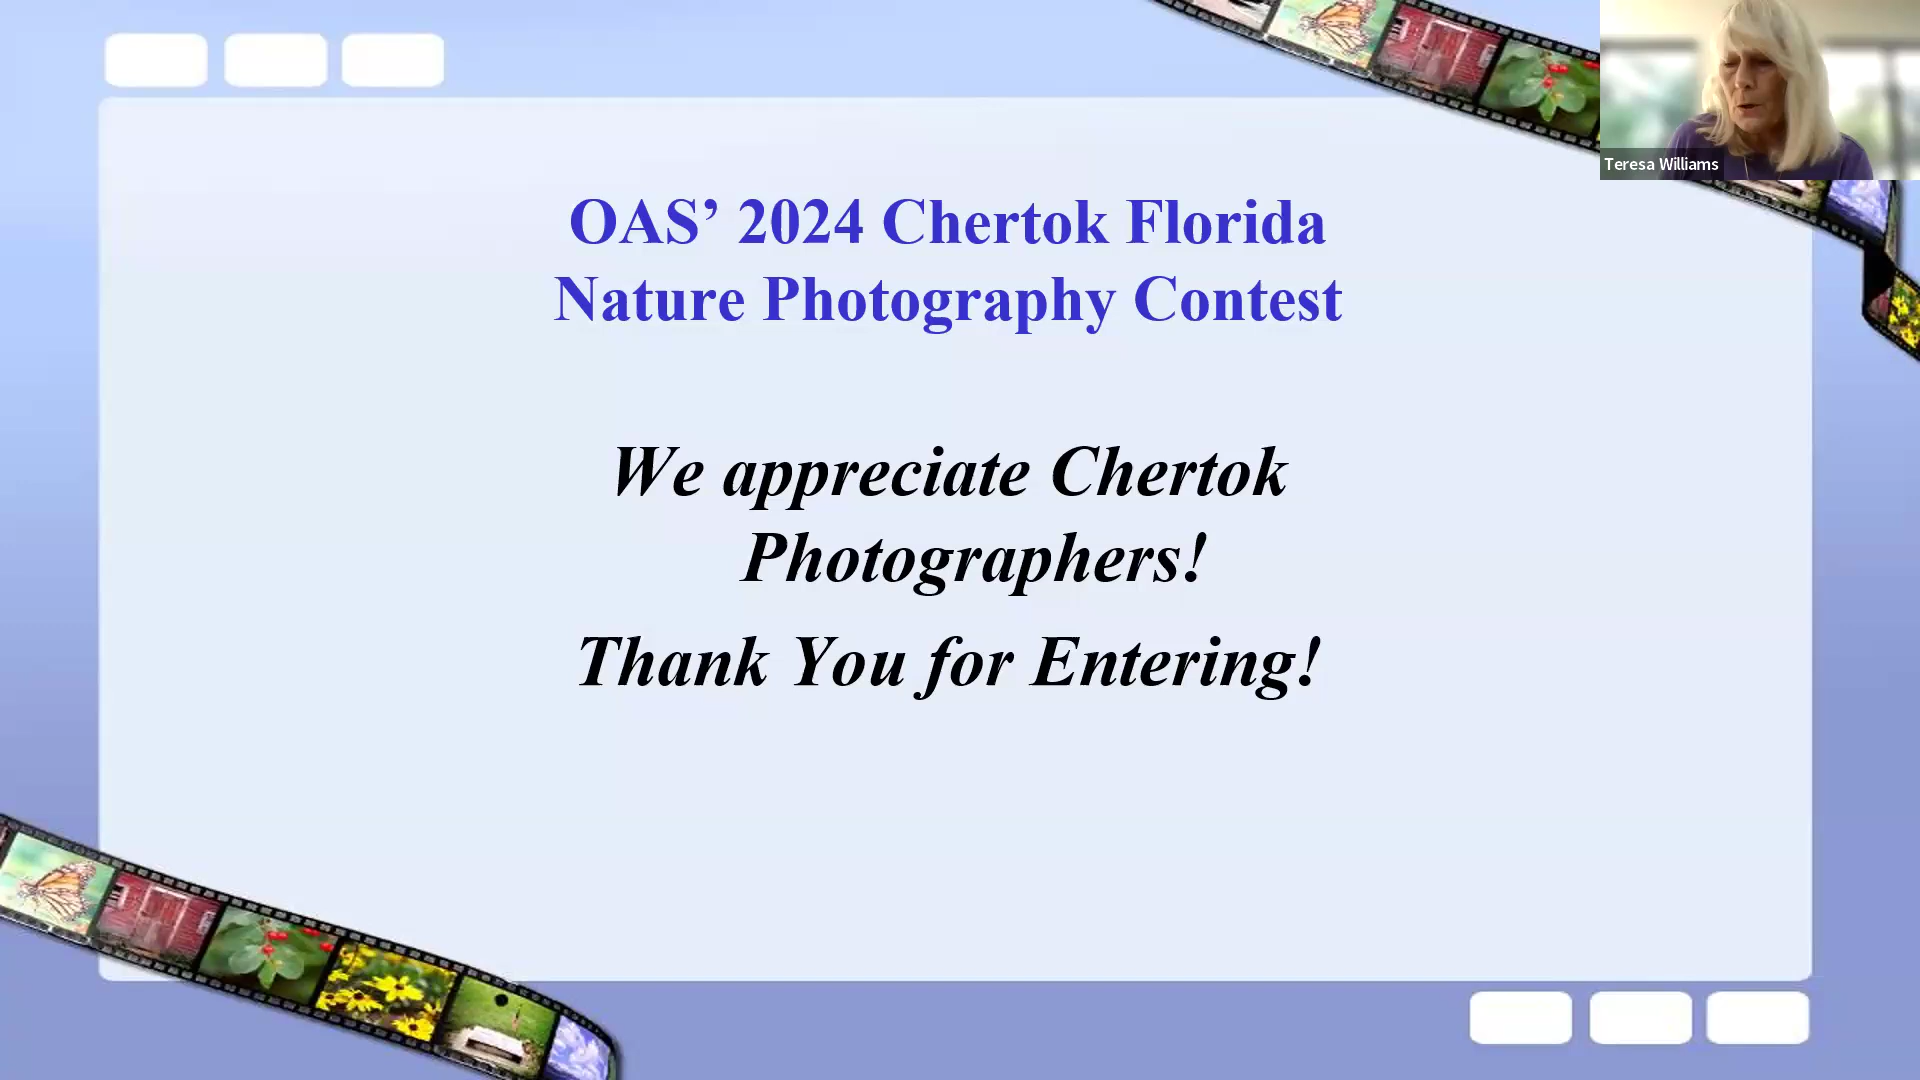 OAS’ 2024 Chertok Florida
Nature Photography Contest
We appreciate Chertok
Photographers!
Thank You for Entering!
Teresa Williams